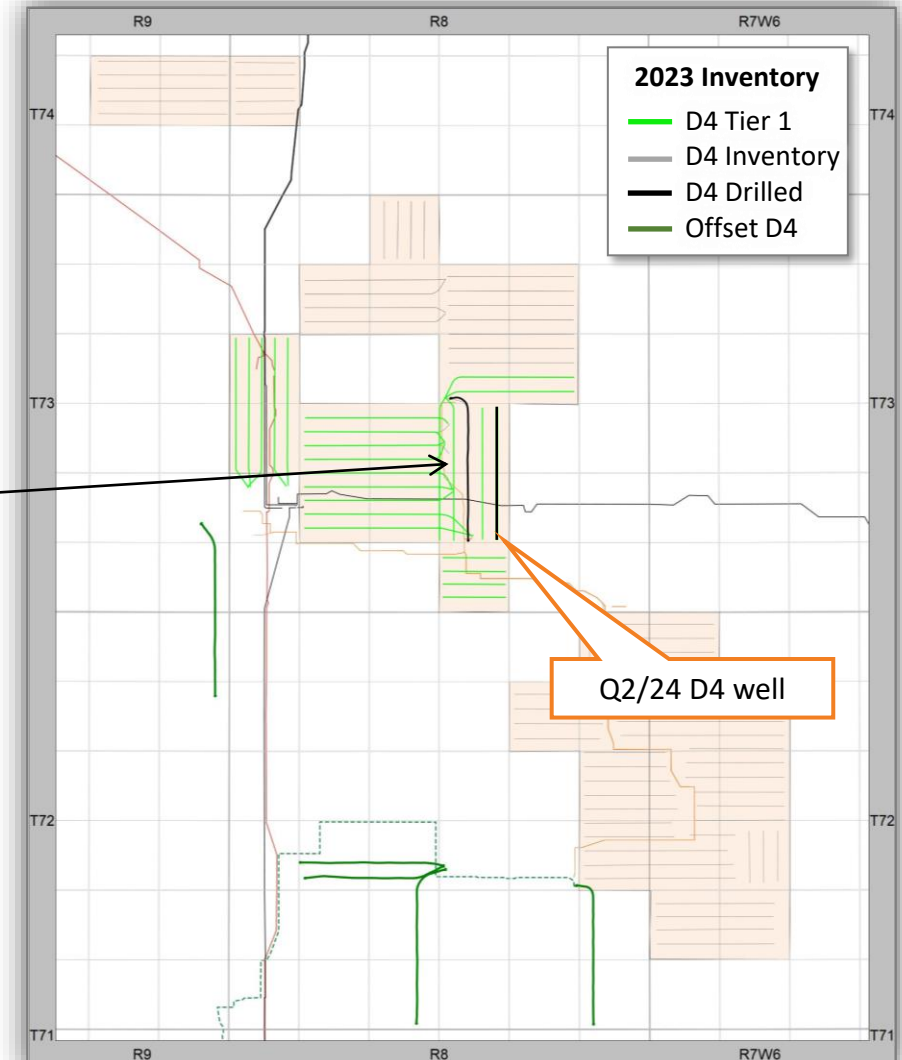 R9 R8 R7W6
2023 Inventory
D4 Tier 1
D4 Inventory
D4 Drilled
Offset D4
T74 T74
T73 T73
Q2/24 D4 well
T72 T72
T71 T71
R9 R8 R7W6